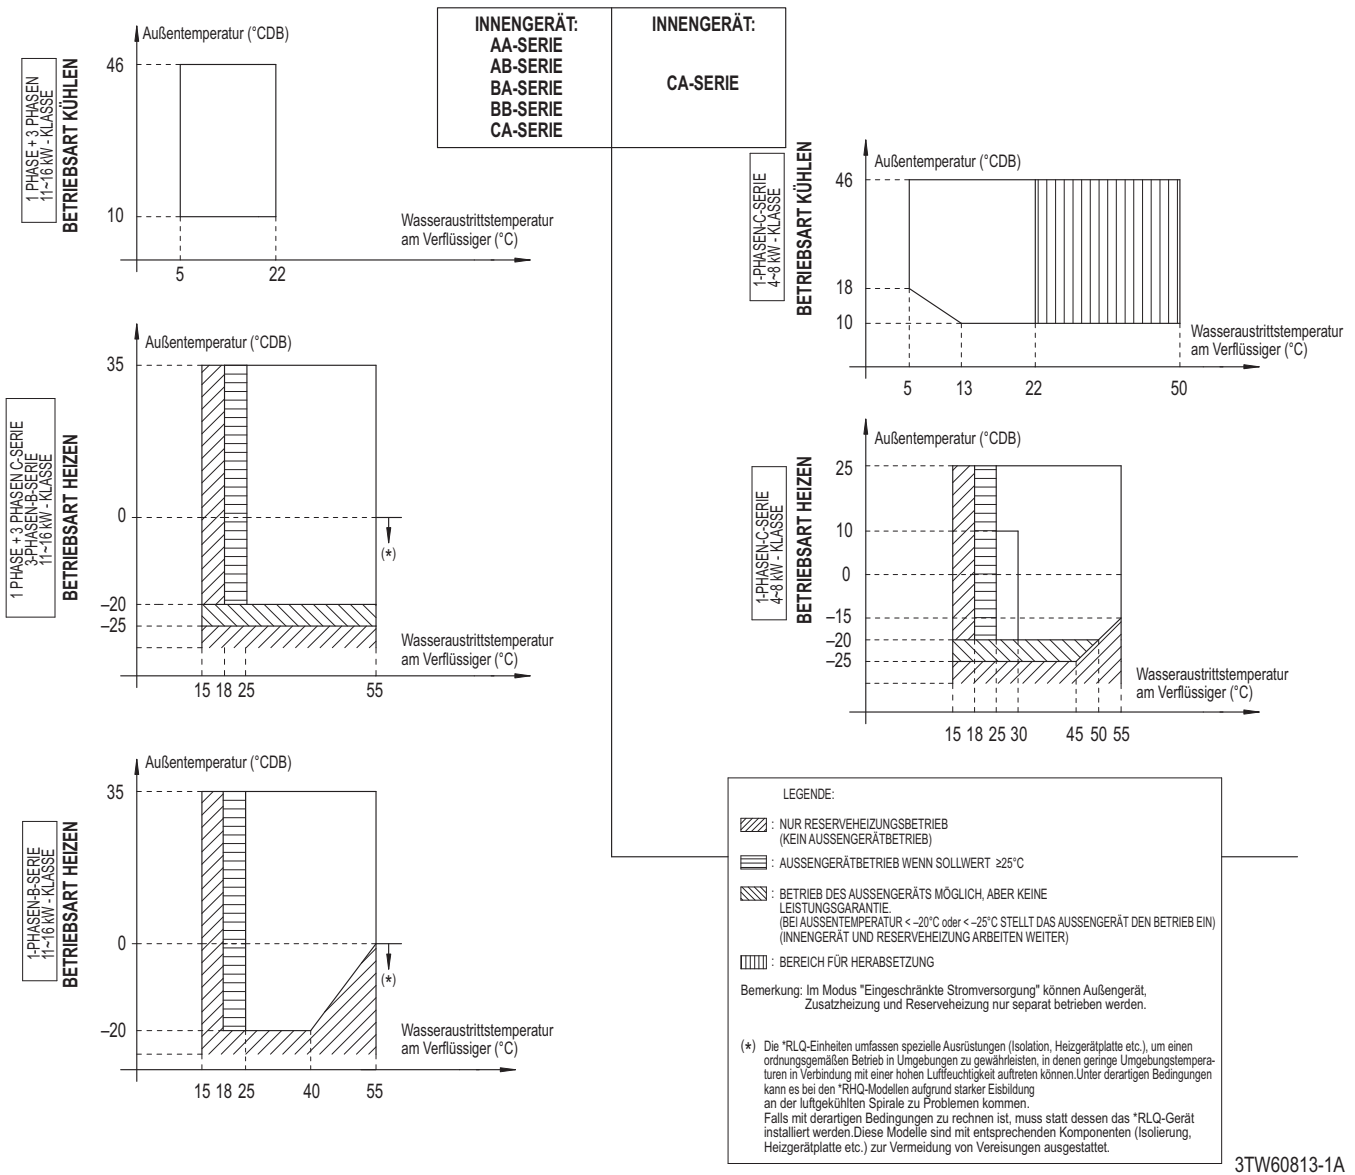 INNENGERÄT:
AA-SERIE
AB-SERIE
BA-SERIE
BB-SERIE
CA-SERIE
INNENGERÄT:
CA-SERIE
1 PHASE + 3 PHASEN
11~16 kW - KLASSE
BETRIEBSART KÜHLEN
Außentemperatur (°CDB)
46
10
5 22
Wasseraustrittstemperatur
am Verflüssiger (°C)
1 PHASE + 3 PHASEN C-SERIE
3-PHASEN-B-SERIE
11~16 kW - KLASSE
BETRIEBSART HEIZEN
Außentemperatur (°CDB)
35
0
(*)
–20
–25
15 18 25 55
Wasseraustrittstemperatur
am Verflüssiger (°C)
1-PHASEN-B-SERIE
11~16 kW - KLASSE
BETRIEBSART HEIZEN
Außentemperatur (°CDB)
35
0
(*)
–20
15 18 25 40 55
Wasseraustrittstemperatur
am Verflüssiger (°C)
1-PHASEN-C-SERIE
4~8 kW - KLASSE
BETRIEBSART KÜHLEN
Außentemperatur (°CDB)
46
18
10
5 13 22 50
Wasseraustrittstemperatur
am Verflüssiger (°C)
1-PHASEN-C-SERIE
4~8 kW - KLASSE
BETRIEBSART HEIZEN
Außentemperatur (°CDB)
25
10
0
–15
–20
–25
15 18 25 30 45 50 55
Wasseraustrittstemperatur
am Verflüssiger (°C)
LEGENDE:
: NUR RESERVEHEIZUNGSBETRIEB
(KEIN AUSSENGERÄTBETRIEB)
: AUSSENGERÄTBETRIEB WENN SOLLWERT ≥25°C
: BETRIEB DES AUSSENGERÄTS MÖGLICH, ABER KEINE
LEISTUNGSGARANTIE.
(BEI AUSSENTEMPERATUR < –20°C oder < –25°C STELLT DAS AUSSENGERÄT DEN BETRIEB EIN)
(INNENGERÄT UND RESERVEHEIZUNG ARBEITEN WEITER)
: BEREICH FÜR HERABSETZUNG
Bemerkung: Im Modus "Eingeschränkte Stromversorgung" können Außengerät,
Zusatzheizung und Reserveheizung nur separat betrieben werden.
(*) Die *RLQ-Einheiten umfassen spezielle Ausrüstungen (Isolation, Heizgerätplatte etc.), um einen
ordnungsgemäßen Betrieb in Umgebungen zu gewährleisten, in denen geringe Umgebungstempera-
turen in Verbindung mit einer hohen Luftfeuchtigkeit auftreten können.Unter derartigen Bedingungen
kann es bei den *RHQ-Modellen aufgrund starker Eisbildung
an der luftgekühlten Spirale zu Problemen kommen.
Falls mit derartigen Bedingungen zu rechnen ist, muss statt dessen das *RLQ-Gerät
installiert werden.Diese Modelle sind mit entsprechenden Komponenten (Isolierung,
Heizgerätplatte etc.) zur Vermeidung von Vereisungen ausgestattet.
3TW60813-1A